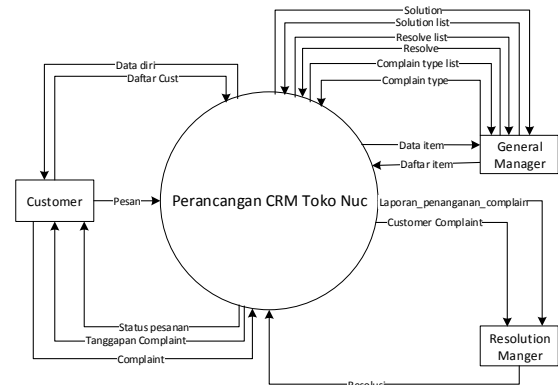 Solution
Solution list
Resolve list
Resolve
Complain type list
Complain type
Data diri
Daftar Cust
Data item
Daftar item
General
Manager
Customer
Pesan
Perancangan CRM Toko Nuc
Laporan_penanganan_complain
Customer Complaint
Status pesanan
Tanggapan Complaint
Complaint
Resolution
Manger